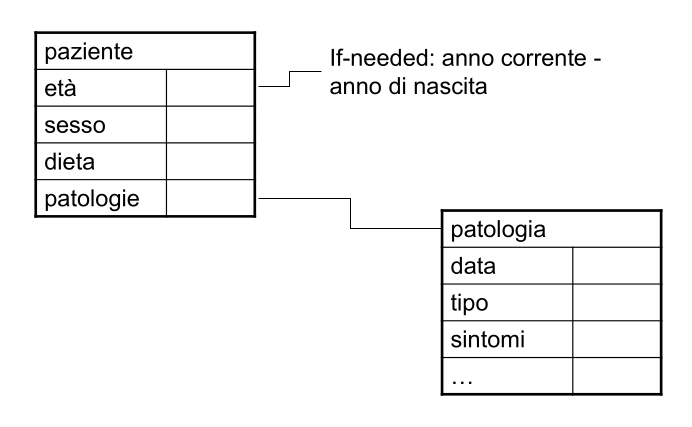 paziente
età
sesso
dieta
patologie
If-needed: anno corrente -
anno di nascita
patologia
data
tipo
sintomi
…